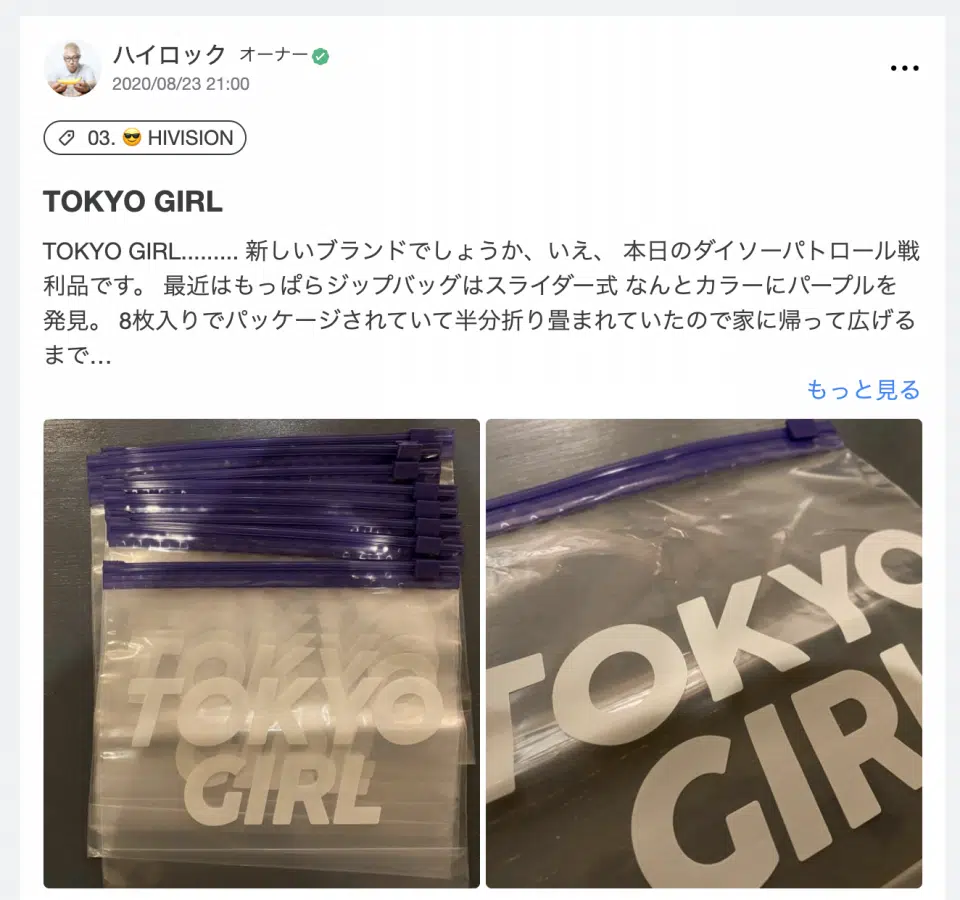 ハイロック オーナー
2020/08/23 21:00
03. 😎 HIVISION
TOKYO GIRL
TOKYO GIRL......... 新しいブランドでしょうか、いえ、 本日のダイソーパトロール戦
利品です。 最近はもっぱらジップバッグはスライダー式 なんとカラーにパープルを
発見。 8枚入りでパッケージされていて半分折り畳まれていたので家に帰って広げる
まで…
もっと見る
TOKYO
GIRL
TOKYO
GIRL